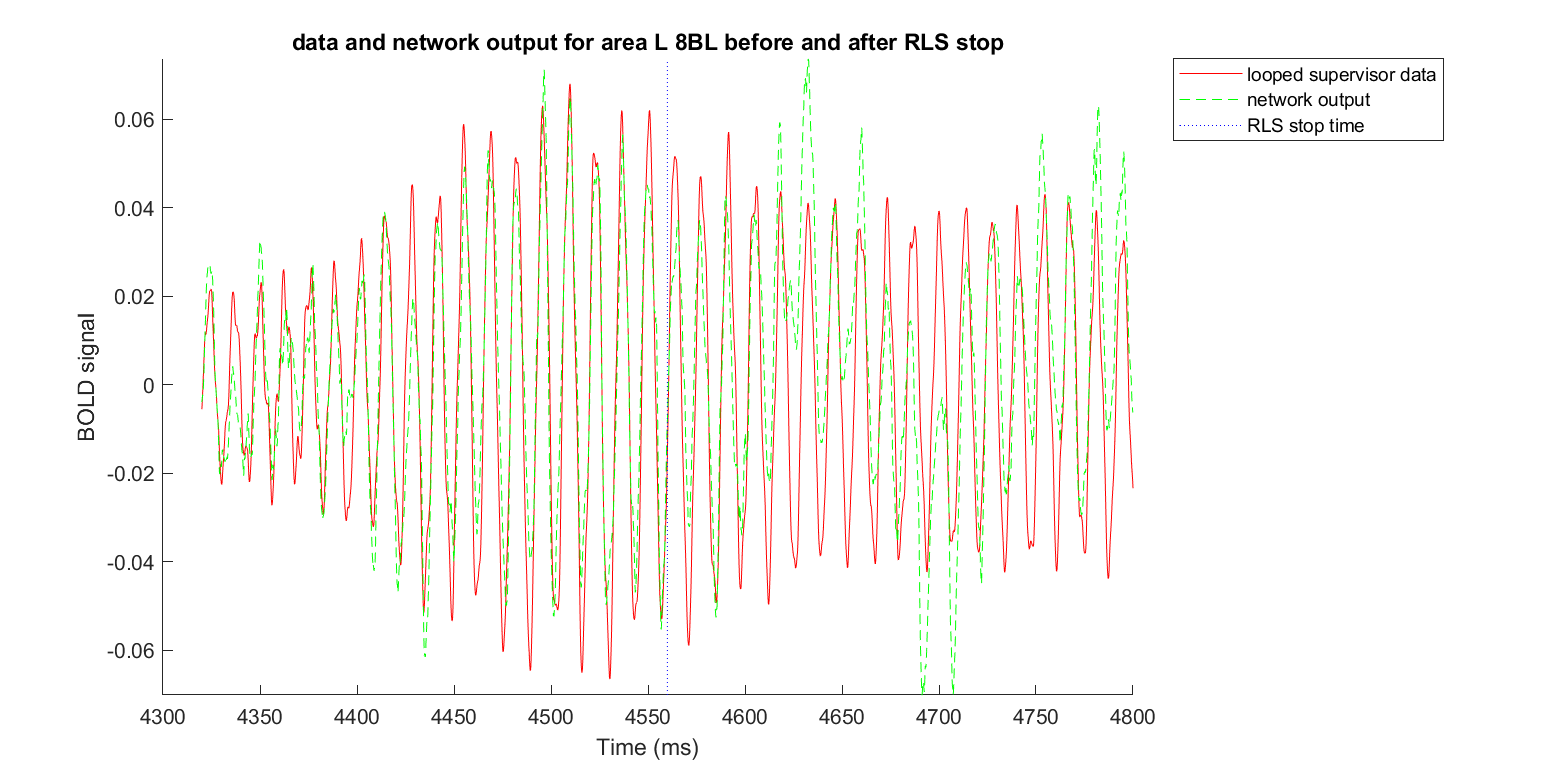 data and network output for area L 8BL before and after RLS stop
looped supervisor data
network output
RLS stop time
BOLD signal
0.06
0.04
0.02
0
-0.02
-0.04
-0.06
4300 4350 4400 4450 4500 4550 4600 4650 4700 4750 4800
Time (ms)